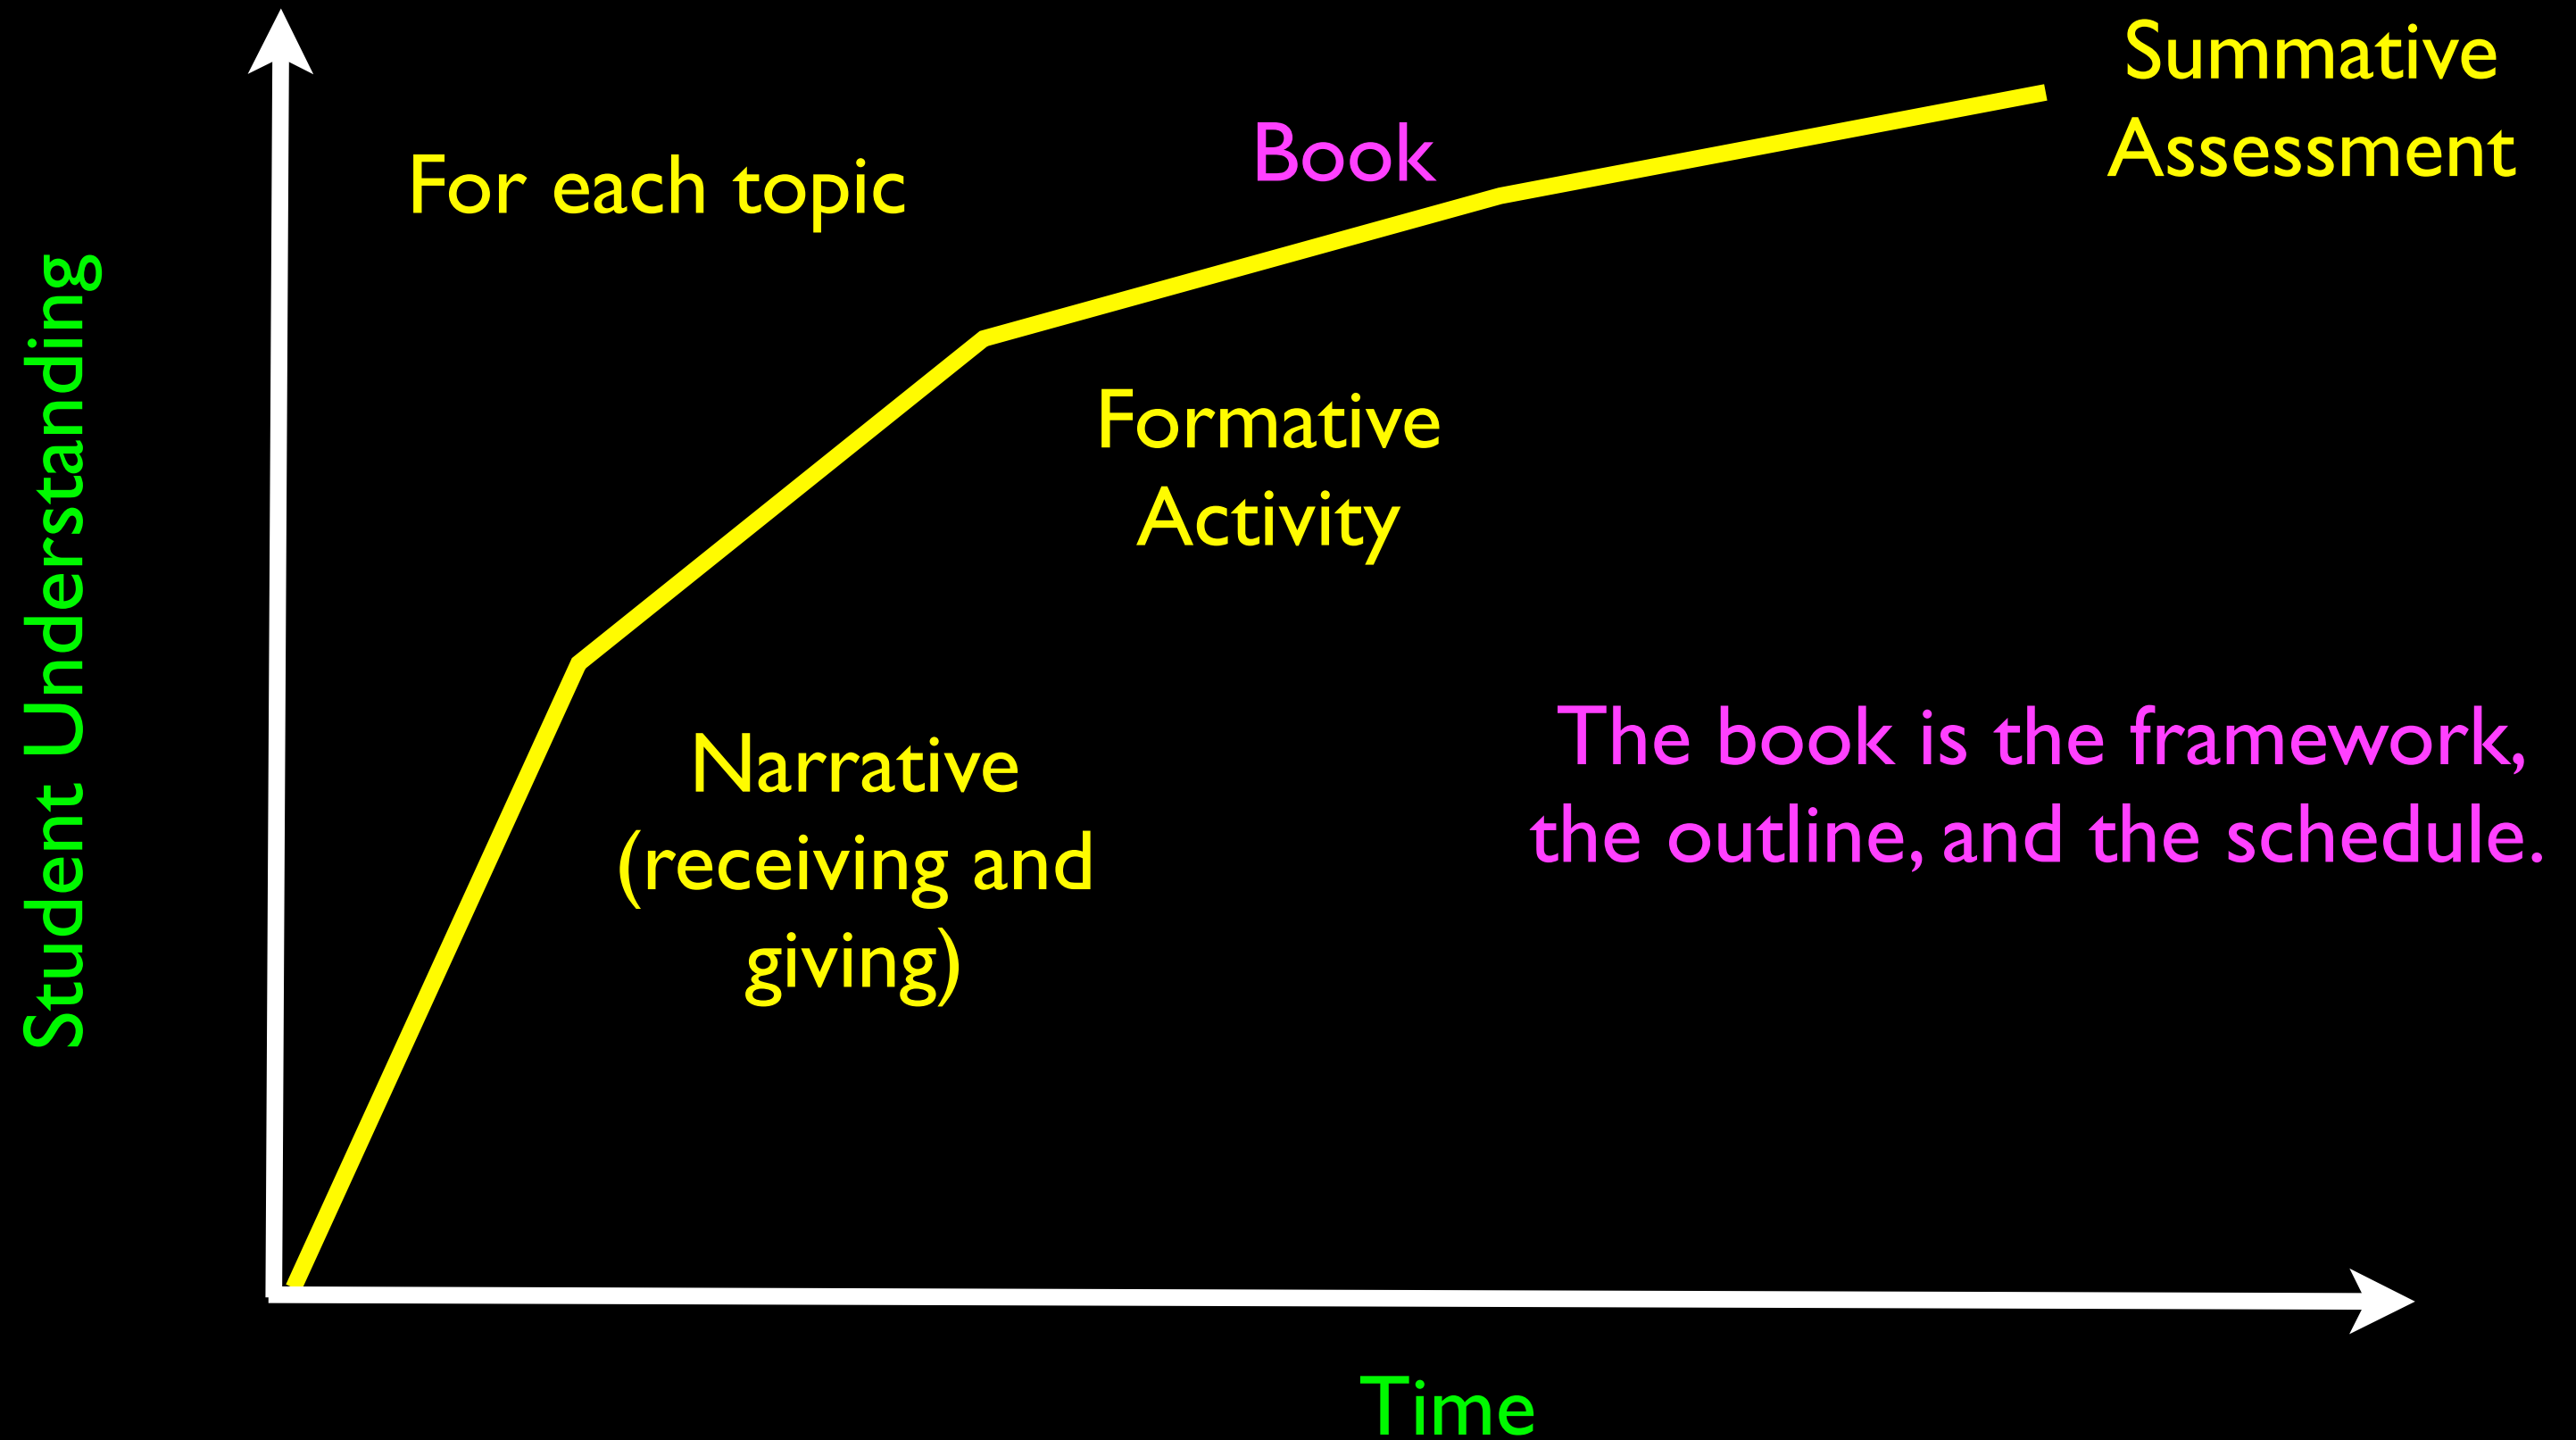 Summative
Assessment
Book
For each topic
Formative
Activity
Student Understanding
Narrative
(receiving and
giving)
The book is the framework,
the outline, and the schedule.
Time